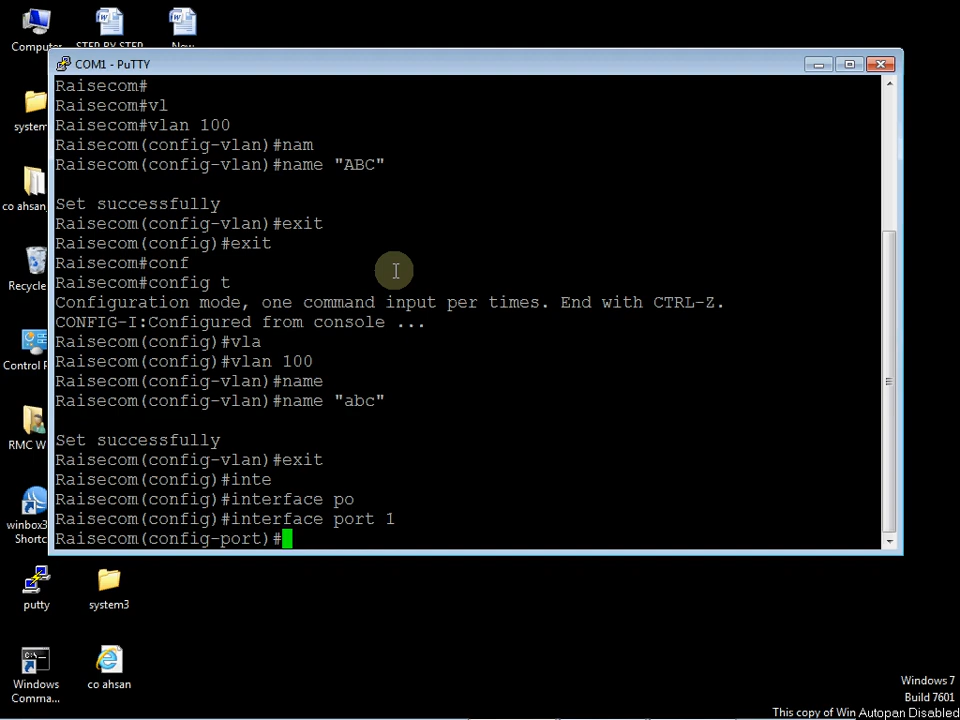 Computer
STEP BY STEP
New
COM1 - PuTTY
Raisecom#
Raisecom#vl
Raisecom#vlan 100
Raisecom(config-vlan)#nam
Raisecom(config-vlan)#name "ABC"
Set successfully
Raisecom(config-vlan)#exit
Raisecom(config)#exit
Raisecom#conf
Raisecom#config t
Configuration mode, one command input per times. End with CTRL-Z.
CONFIG-I:Configured from console ...
Raisecom(config)#vla
Raisecom(config)#vlan 100
Raisecom(config-vlan)#name
Raisecom(config-vlan)#name "abc"
Set successfully
Raisecom(config-vlan)#exit
Raisecom(config)#inte
Raisecom(config)#interface po
Raisecom(config)#interface port 1
Raisecom(config-port)#
system
co ahsan
Recycle
Control P
RMC W
winbox3
Shortc
putty
system3
Windows
Comma...
co ahsan
Windows 7
Build 7601
This copy of Win Autopan Disabled